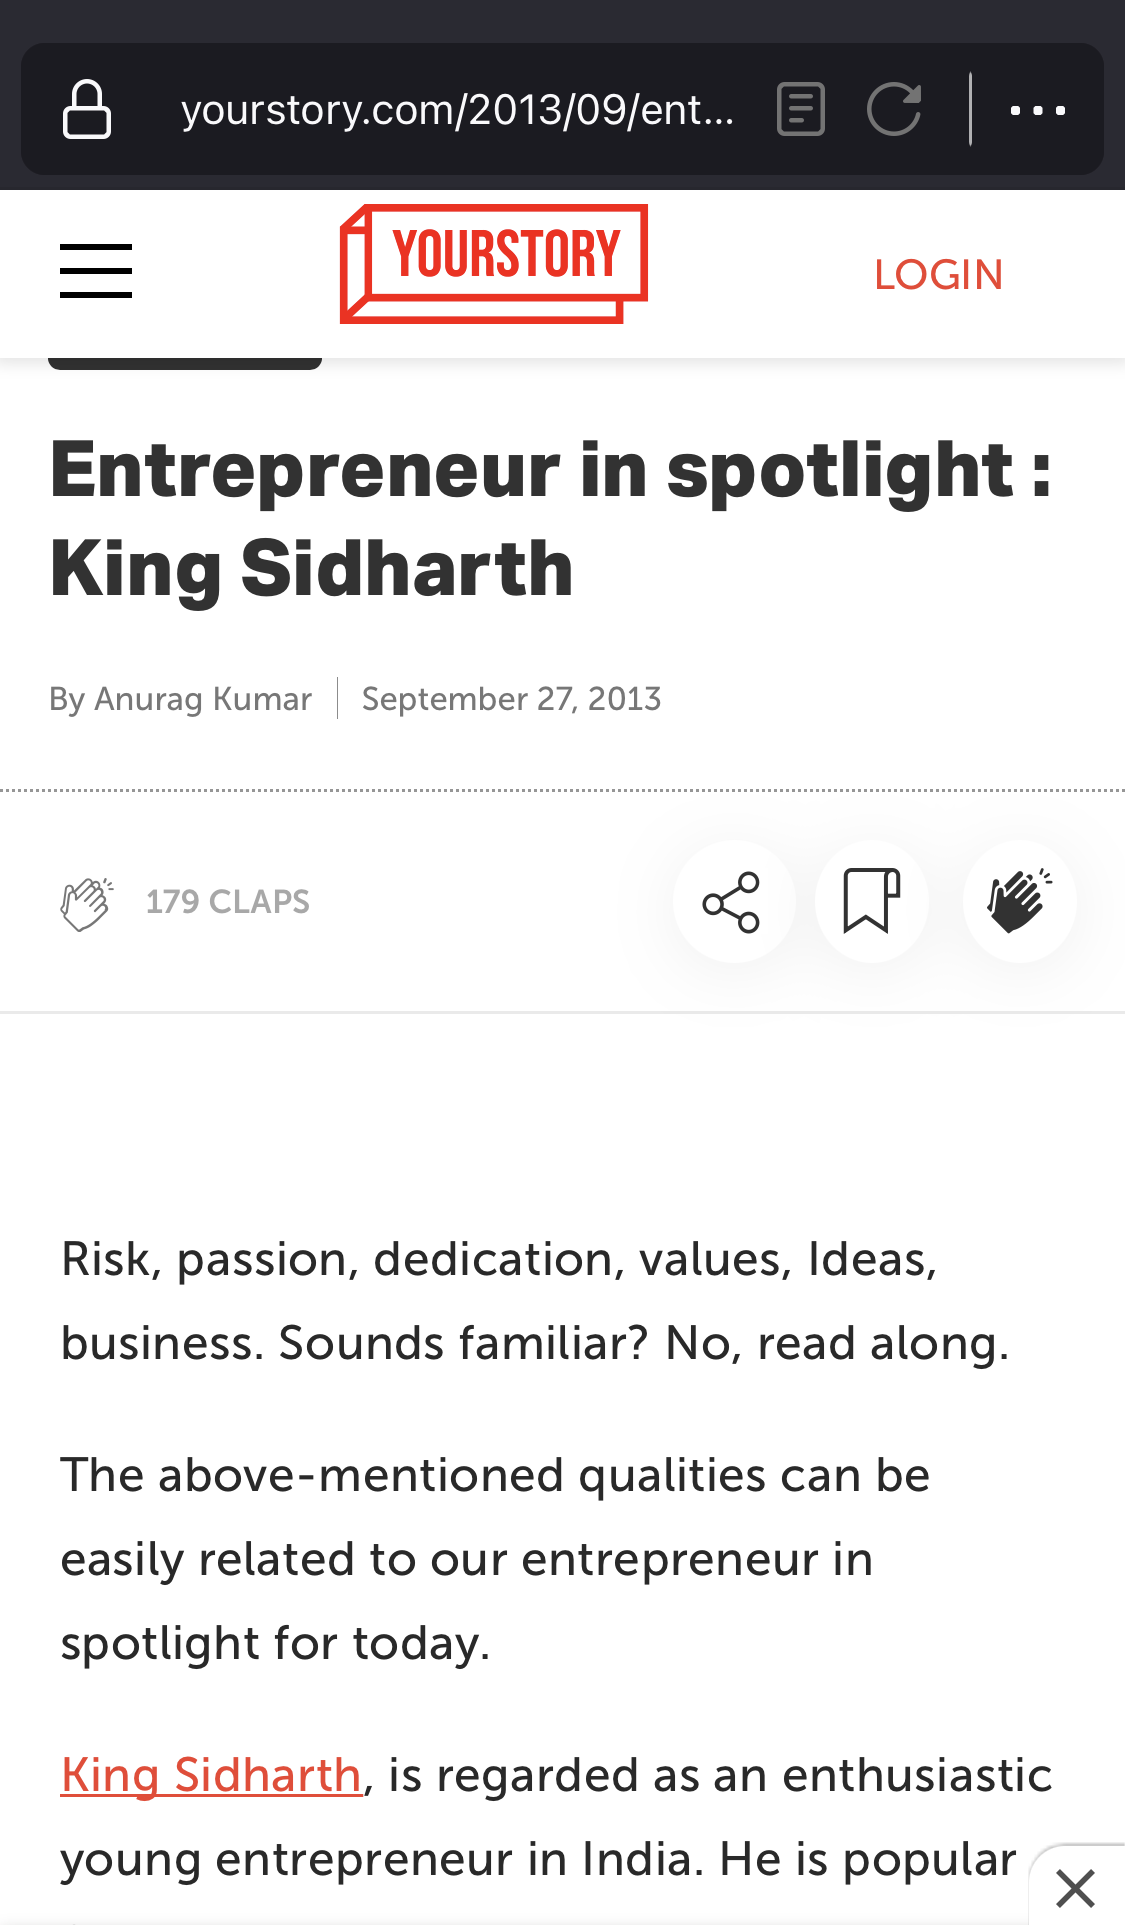 yourstory.com/2013/09/ent...
YOURSTORY
LOGIN
Entrepreneur in spotlight :
King Sidharth
By Anurag Kumar
September 27, 2013
179 CLAPS
Risk, passion, dedication, values, Ideas,
business. Sounds familiar? No, read along.
The above-mentioned qualities can be
easily related to our entrepreneur in
spotlight for today.
King Sidharth, is regarded as an enthusiastic
young entrepreneur in India. He is popular